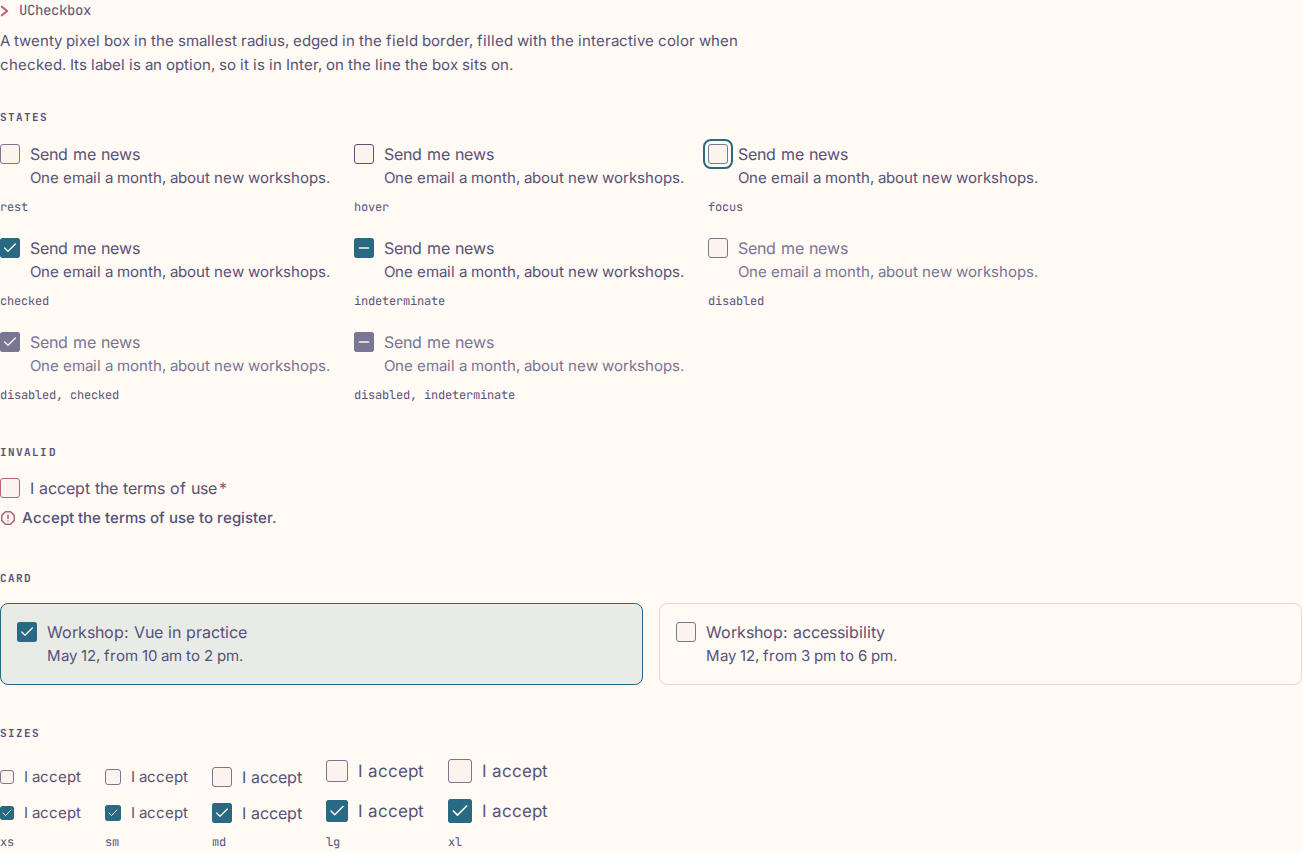 UCheckbox
A twenty pixel box in the smallest radius, edged in the field border, filled with the interactive color when
checked. Its label is an option, so it is in Inter, on the line the box sits on.
STATES
Send me news
One email a month, about new workshops.
rest
Send me news
One email a month, about new workshops.
hover
Send me news
One email a month, about new workshops.
focus
Send me news
One email a month, about new workshops.
checked
Send me news
One email a month, about new workshops.
indeterminate
Send me news
One email a month, about new workshops.
disabled
Send me news
One email a month, about new workshops.
disabled, checked
Send me news
One email a month, about new workshops.
disabled, indeterminate
INVALID
I accept the terms of use*
Accept the terms of use to register.
CARD
Workshop: Vue in practice
May 12, from 10 am to 2 pm.
Workshop: accessibility
May 12, from 3 pm to 6 pm.
SIZES
I accept
I accept
xs
I accept
I accept
sm
I accept
I accept
md
I accept
I accept
lg
I accept
I accept
xl